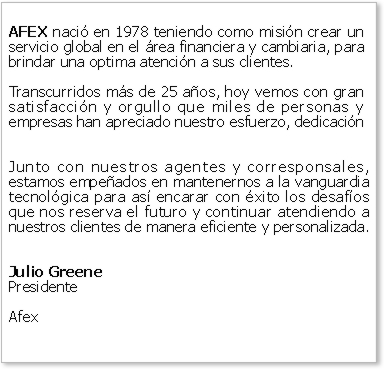 AFEX nació en 1978 teniendo como misión crear un
servicio global en el área financiera y cambiaria, para
brindar una optima atención a sus clientes.
Transcurridos más de 25 años, hoy vemos con gran
satisfacción y orgullo que miles de personas y
empresas han apreciado nuestro esfuerzo, dedicación
Junto con nuestros agentes y corresponsales,
estamos empeñados en mantenernos a la vanguardia
tecnológica para así encarar con éxito los desafíos
que nos reserva el futuro y continuar atendiendo a
nuestros clientes de manera eficiente y personalizada.
Julio Greene
Presidente
Afex